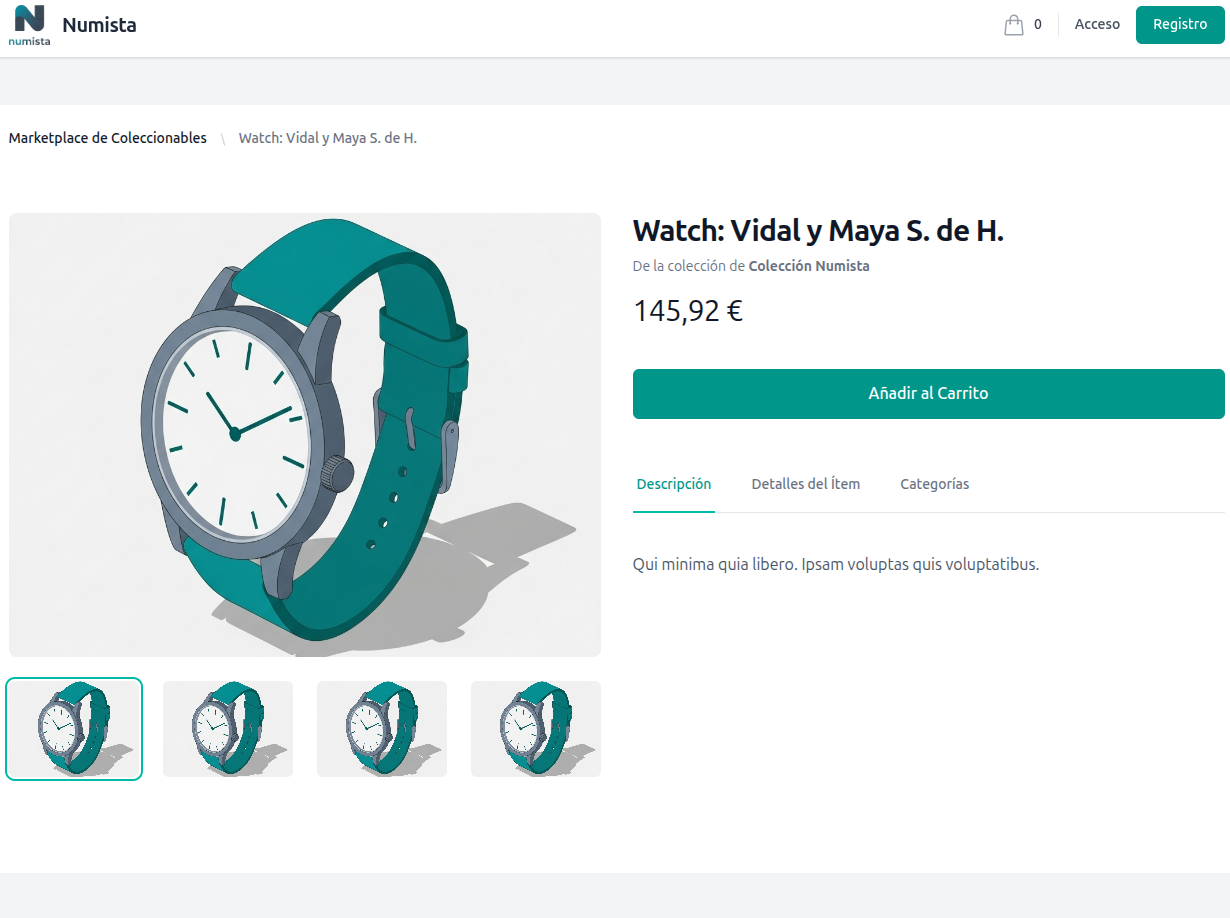 numista
Numista
0
Acceso
Registro
Marketplace de Coleccionables \ Watch: Vidal y Maya S. de H.
Watch: Vidal y Maya S. de H.
De la colección de Colección Numista
145,92 €
Añadir al Carrito
Descripción
Detalles del Ítem
Categorías
Qui minima quia libero. Ipsam voluptas quis voluptatibus.